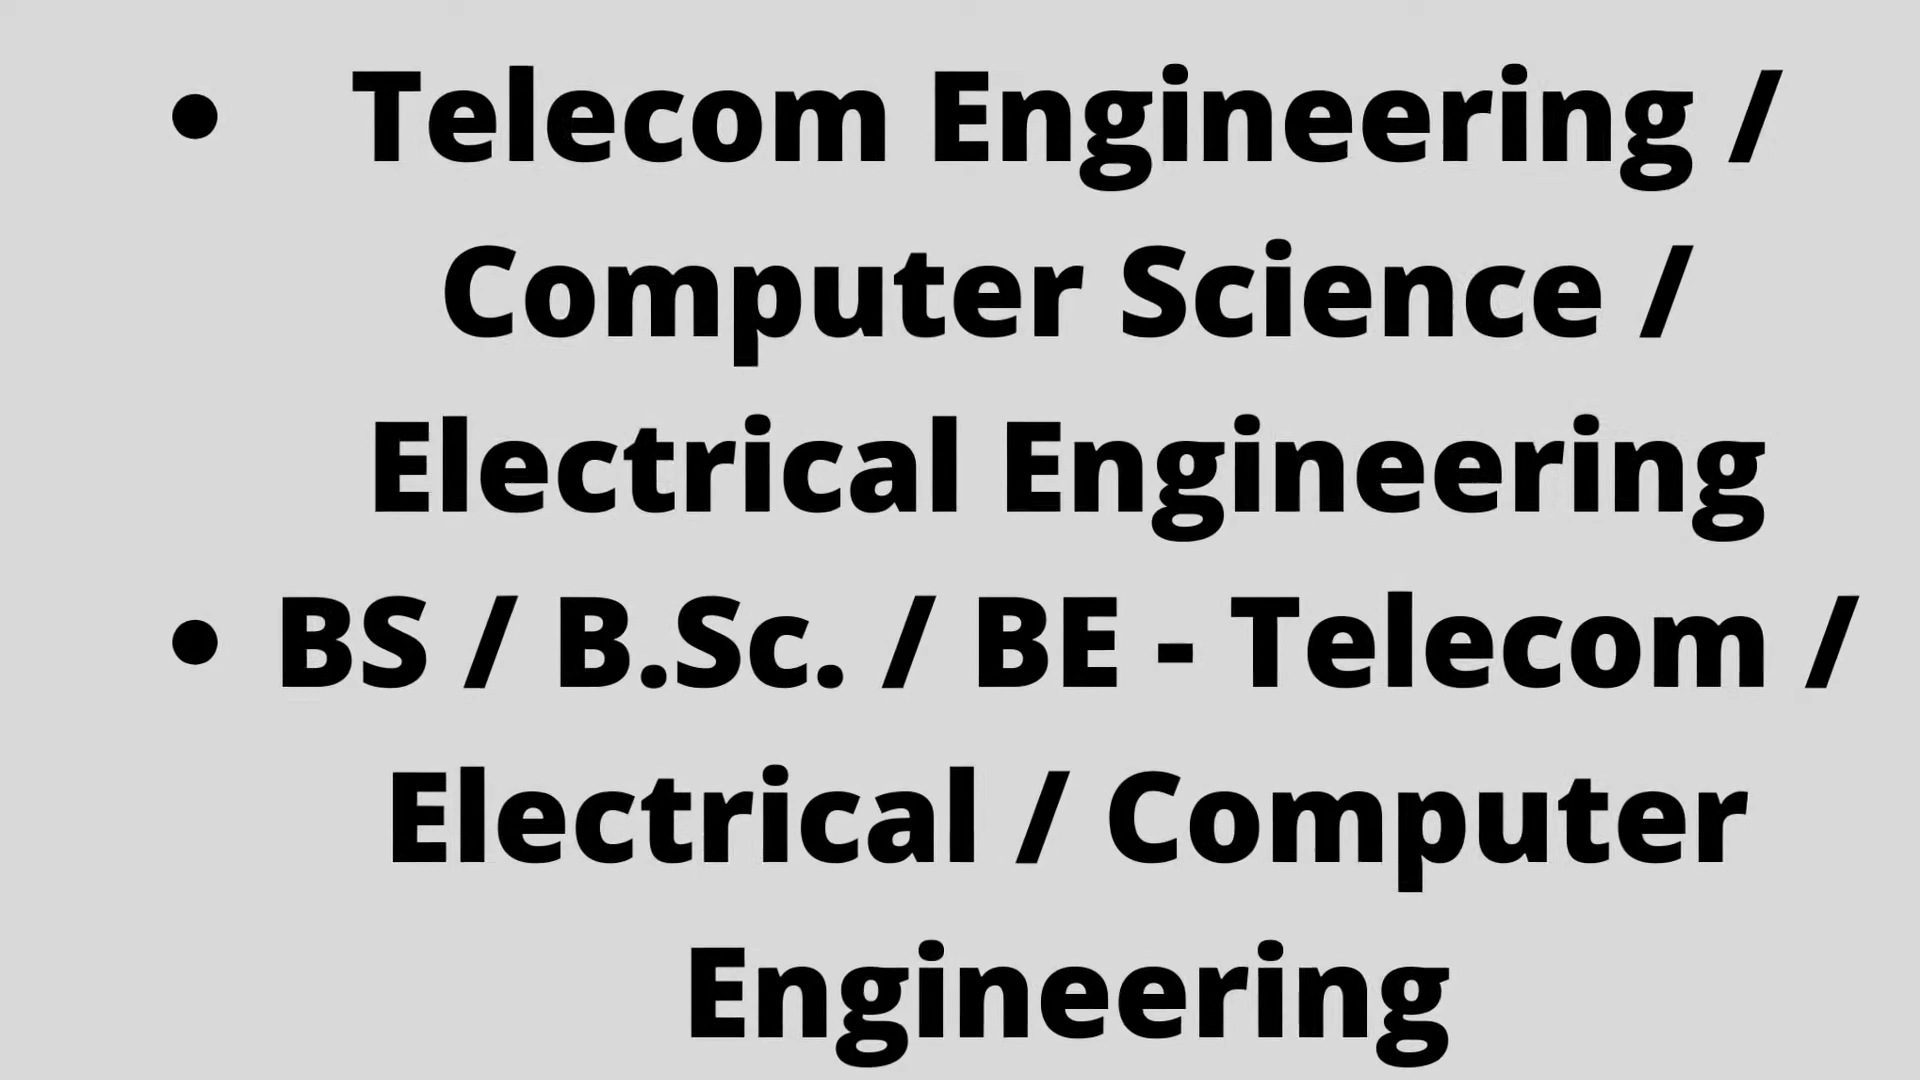 • Telecom Engineering /
Computer Science /
Electrical Engineering
• BS / B.Sc. / BE - Telecom /
Electrical / Computer
Engineering